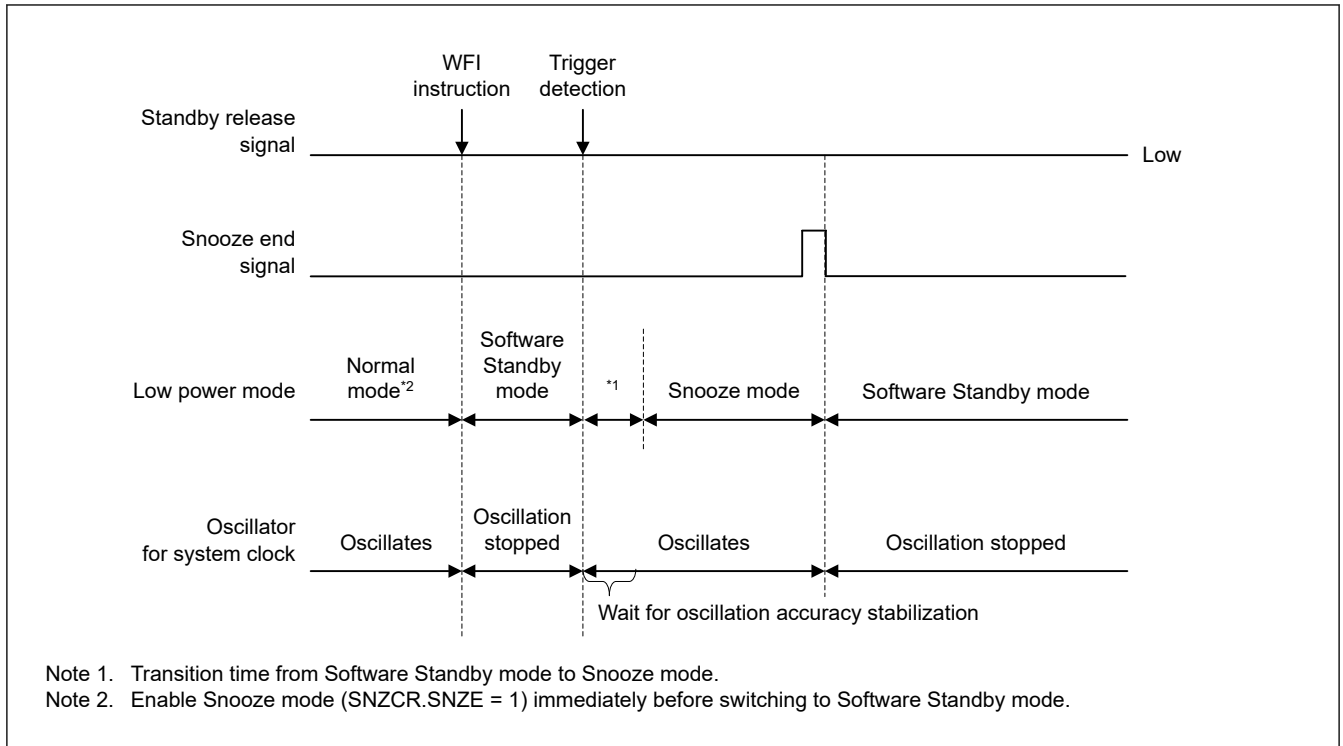 WFI
instruction
Trigger
detection
Standby release
signal
Low
Snooze end
signal
Low power mode
Normal
mode*2
Software
Standby
mode
*1
Snooze mode
Software Standby mode
Oscillator
for system clock
Oscillates
Oscillation
stopped
Oscillates
Oscillation stopped
Wait for oscillation accuracy stabilization
Note 1. Transition time from Software Standby mode to Snooze mode.
Note 2. Enable Snooze mode (SNZCR.SNZE = 1) immediately before switching to Software Standby mode.